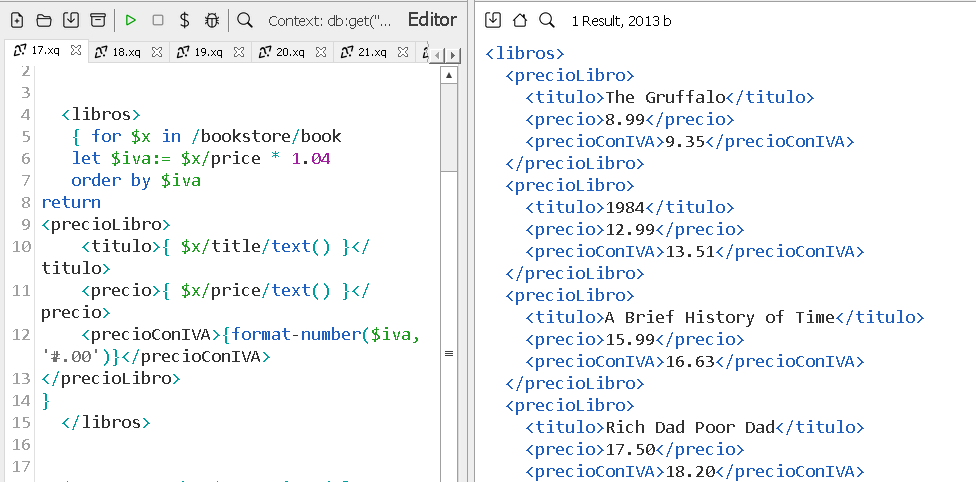 Context: db:get("... Editor
17.xq 18.xq 19.xq 20.xq 21.xq
2
3
4 <libros>
5 { for $x in /bookstore/book
6 let $iva:= $x/price * 1.04
7 order by $iva
8 return
9 <precioLibro>
10 <titulo>{ $x/title/text() }</
titulo>
11 <precio>{ $x/price/text() }</
precio>
12 <precioConIVA>{format-number($iva,
'#.00')}</precioConIVA>
13 </precioLibro>
14 }
15 </libros>
16
17
1 Result, 2013 b
<libros>
<precioLibro>
<titulo>The Gruffalo</titulo>
<precio>8.99</precio>
<precioConIVA>9.35</precioConIVA>
</precioLibro>
<precioLibro>
<titulo>1984</titulo>
<precio>12.99</precio>
<precioConIVA>13.51</precioConIVA>
</precioLibro>
<precioLibro>
<titulo>A Brief History of Time</titulo>
<precio>15.99</precio>
<precioConIVA>16.63</precioConIVA>
</precioLibro>
<precioLibro>
<titulo>Rich Dad Poor Dad</titulo>
<precio>17.50</precio>
<precioConIVA>18.20</precioConIVA>